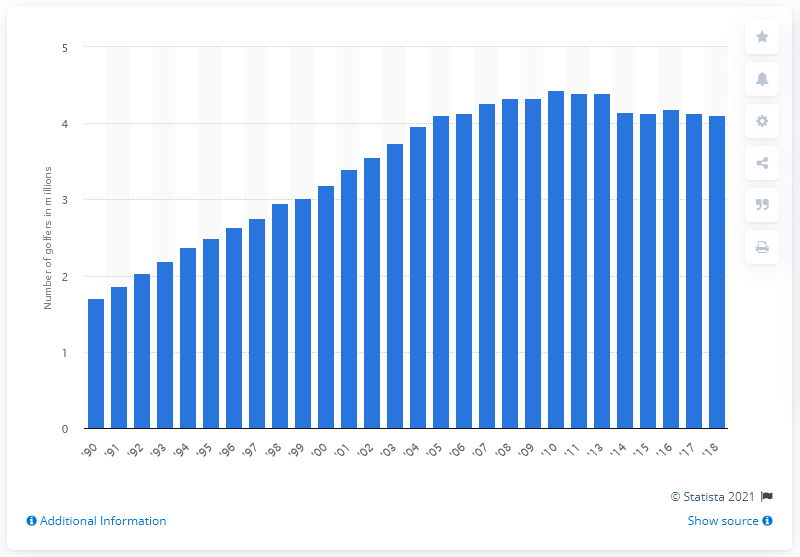 5
4
3
2
1
0
Number of golfers in millions
'90 '91 '92 '93 '94 '95 '96 '97 '98 '99 '00 '01 '02 '03 '04 '05 '06 '07 '08 '09 '10 '11 '13 '14 '15 '16 '17 '18
© Statista 2021
Additional Information
Show source